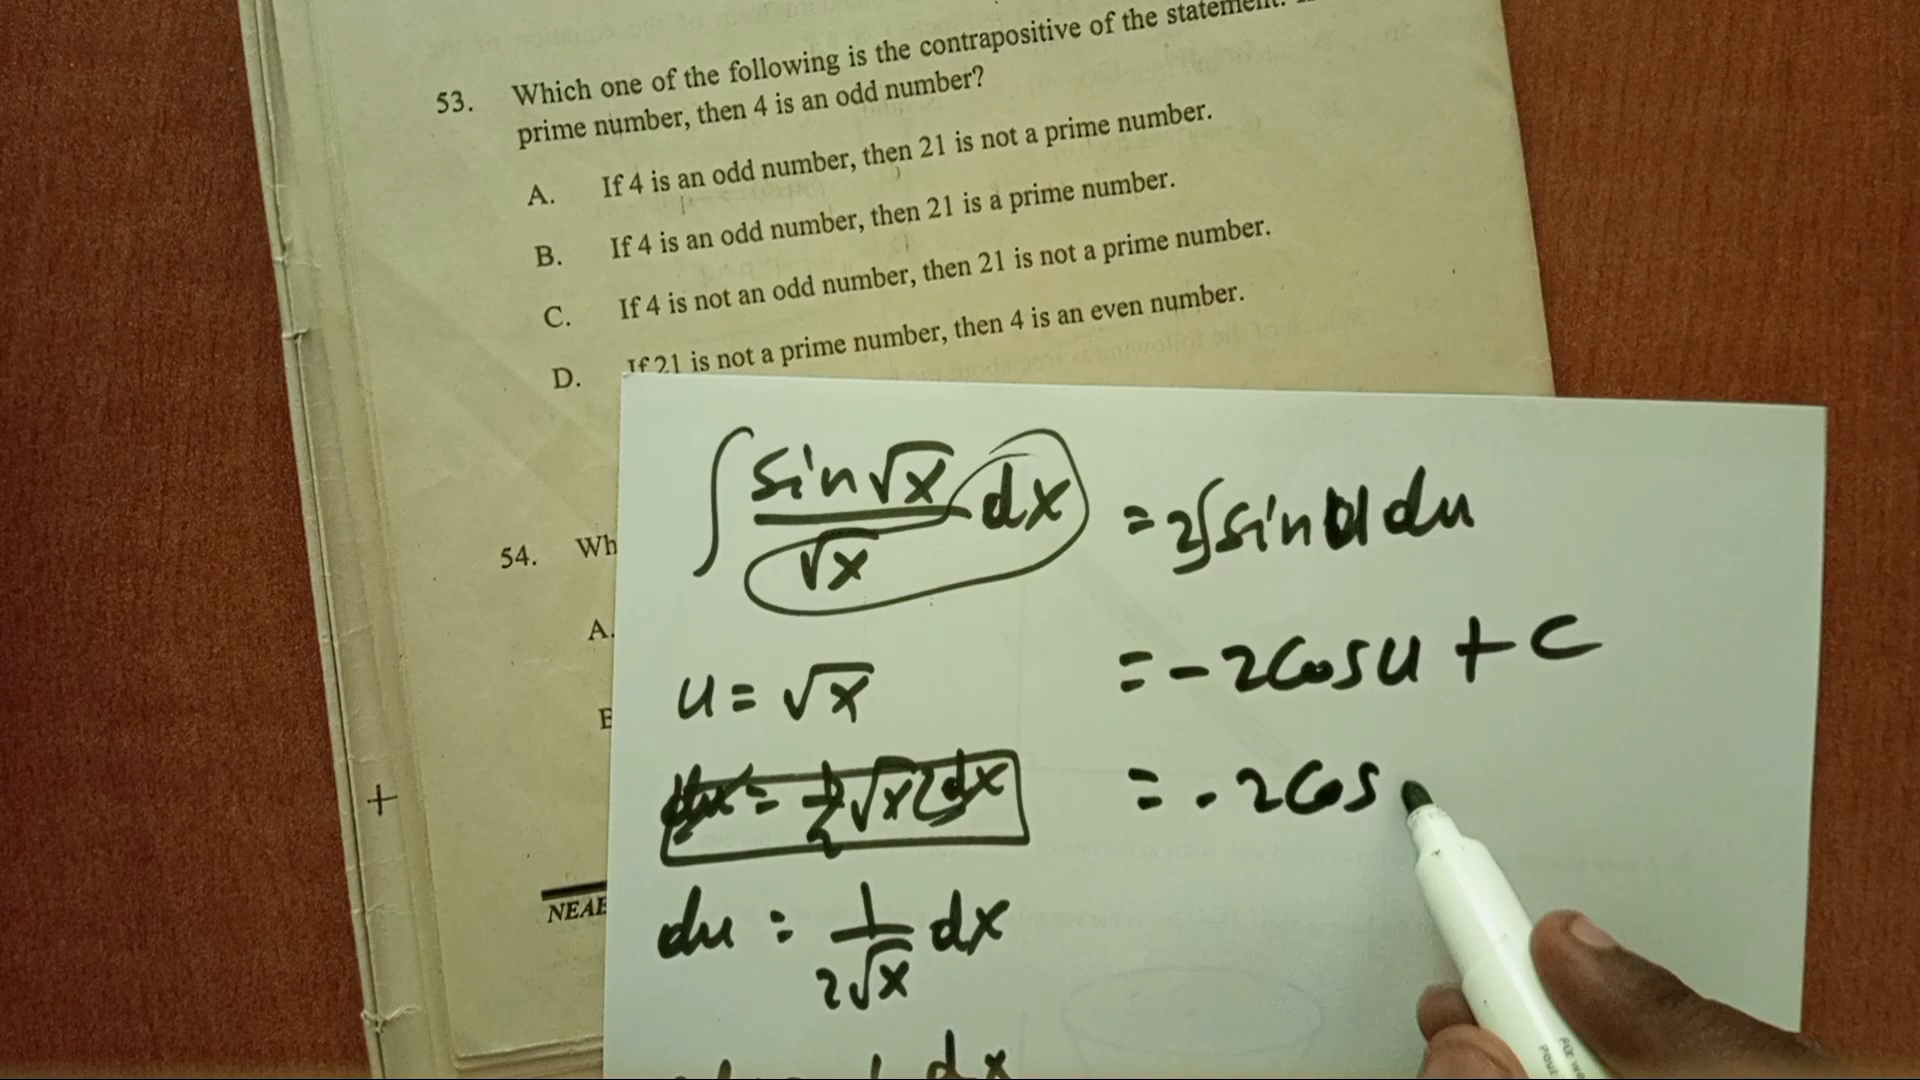 53. Which one of the following is the contrapositive of the statement:
prime number, then 4 is an odd number?
A. If 4 is an odd number, then 21 is not a prime number.
B. If 4 is an odd number, then 21 is a prime number.
C. If 4 is not an odd number, then 21 is not a prime number.
D. If 21 is not a prime number, then 4 is an even number.
54. Wh
A.
NEAE
∫ sin√x/√x dx = 2∫sin u du
u = √x
= -2cos u + c
= -2cos
du = 1/(2√x) dx